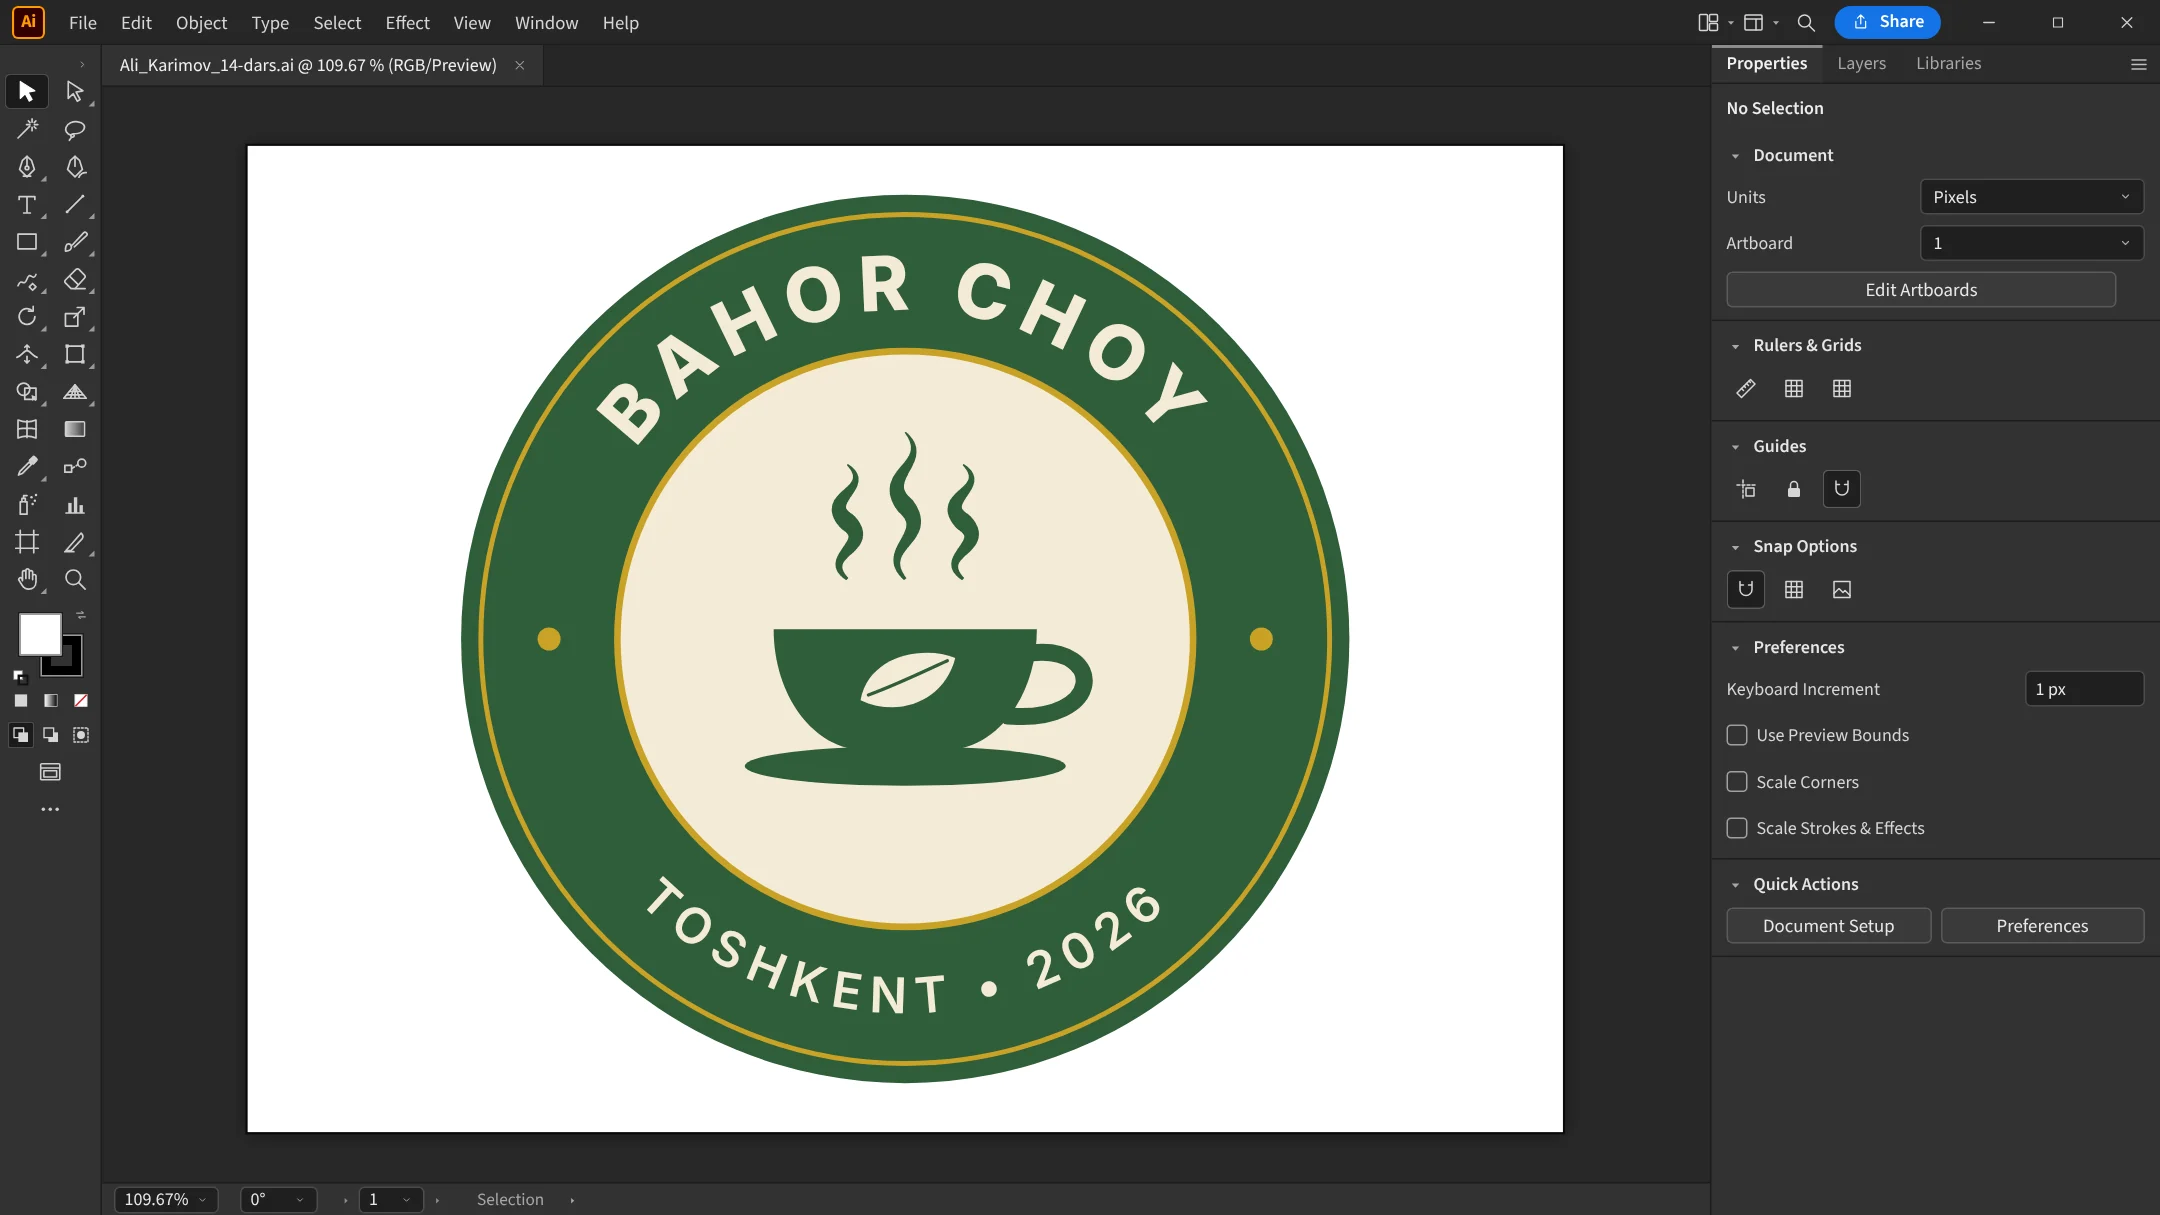 Ai File Edit Object Type Select Effect View Window Help Share
Ali_Karimov_14-dars.ai @ 109.67 % (RGB/Preview)
BAHOR CHOY
TOSHKENT • 2026
Properties Layers Libraries
No Selection
Document
Units Pixels
Artboard 1
Edit Artboards
Rulers & Grids
Guides
Snap Options
Preferences
Keyboard Increment 1 px
Use Preview Bounds
Scale Corners
Scale Strokes & Effects
Quick Actions
Document Setup Preferences
109.67% 0° 1 Selection